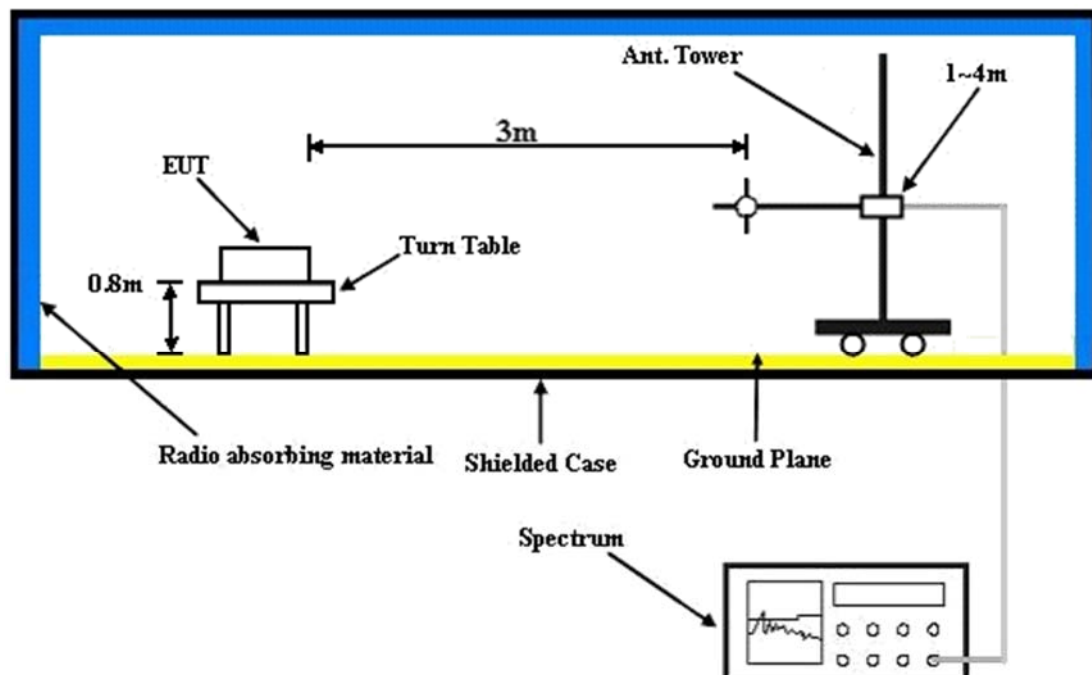 Ant. Tower
1~4m
3m
EUT
Turn Table
0.8m
Radio absorbing material
Shielded Case
Ground Plane
Spectrum